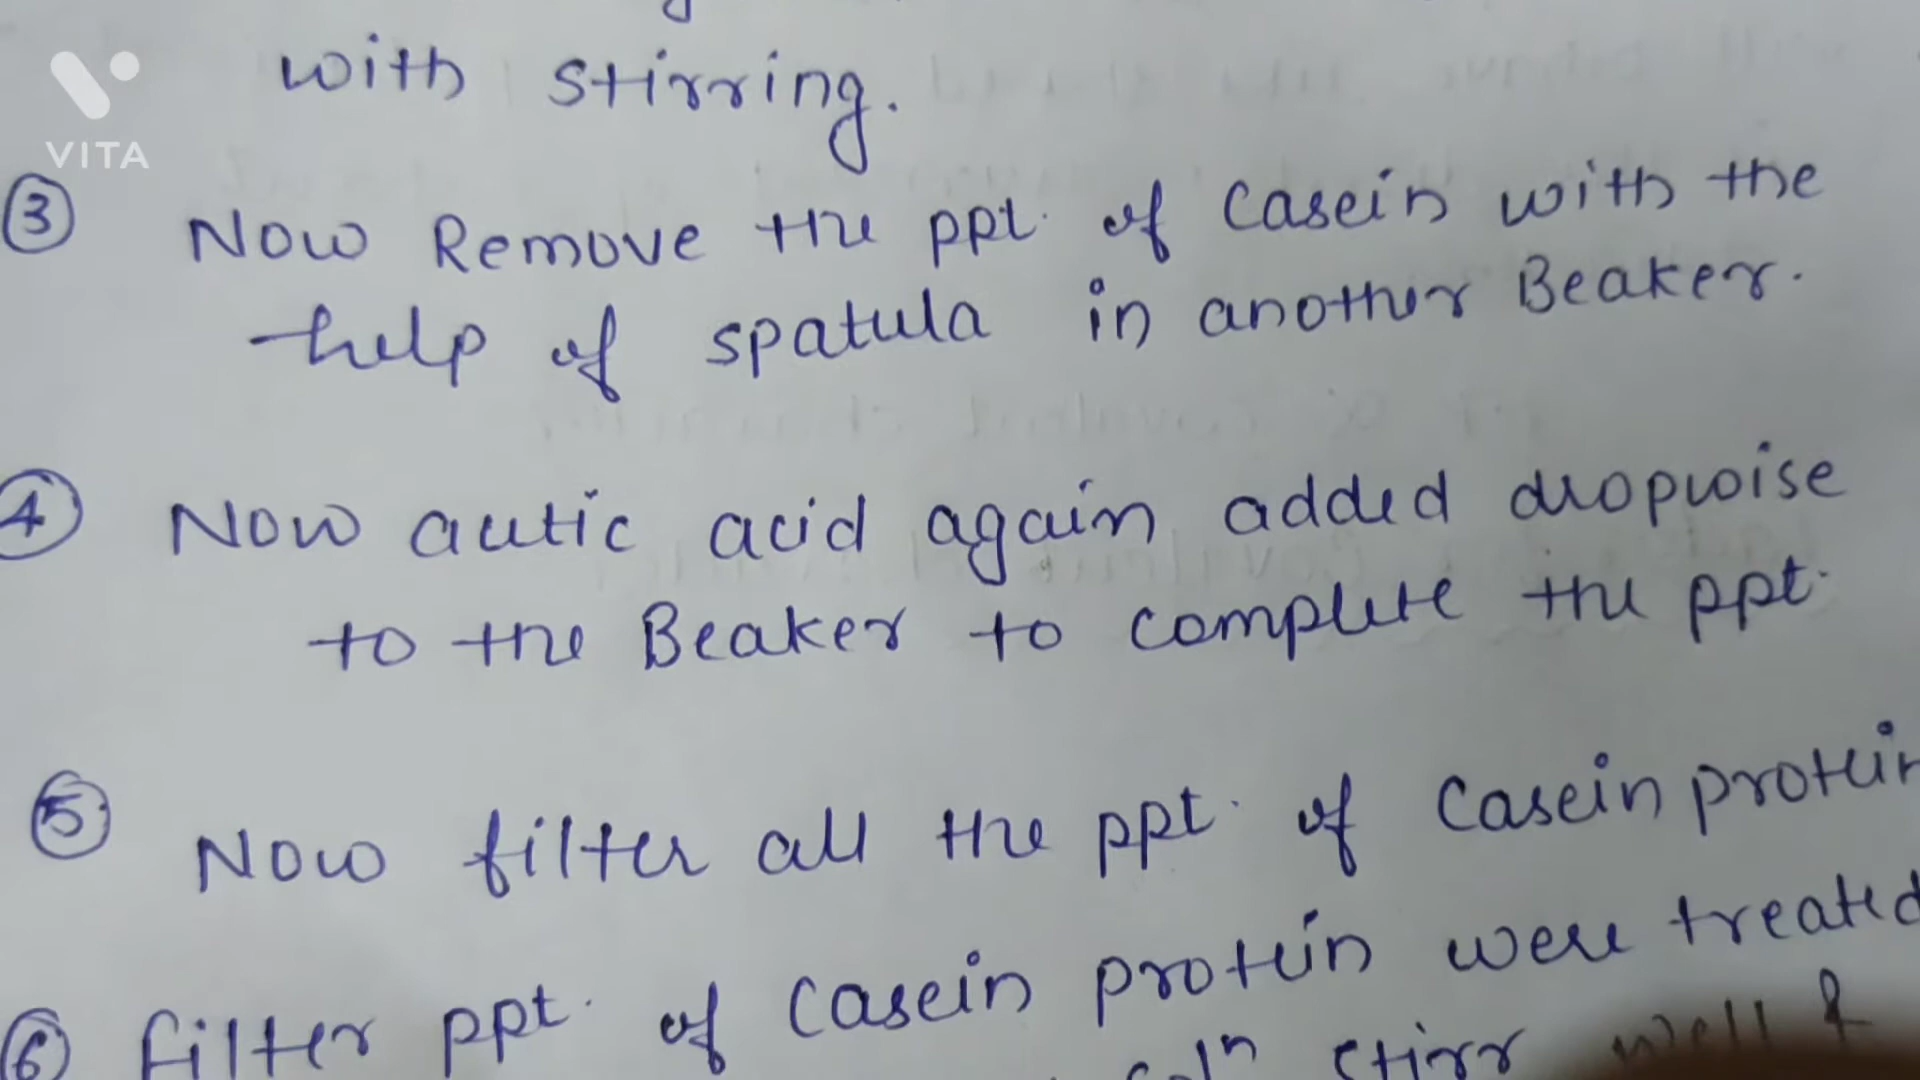 with stirring.
VITA
③ Now Remove the ppt. of Casein with the
help of spatula in another Beaker.
④ Now acetic acid again added dropwise
to the Beaker to complete the ppt.
⑤ Now filter all the ppt. of Casein protein
⑥ filter ppt. of Casein protein were treated
solⁿ stirr well &